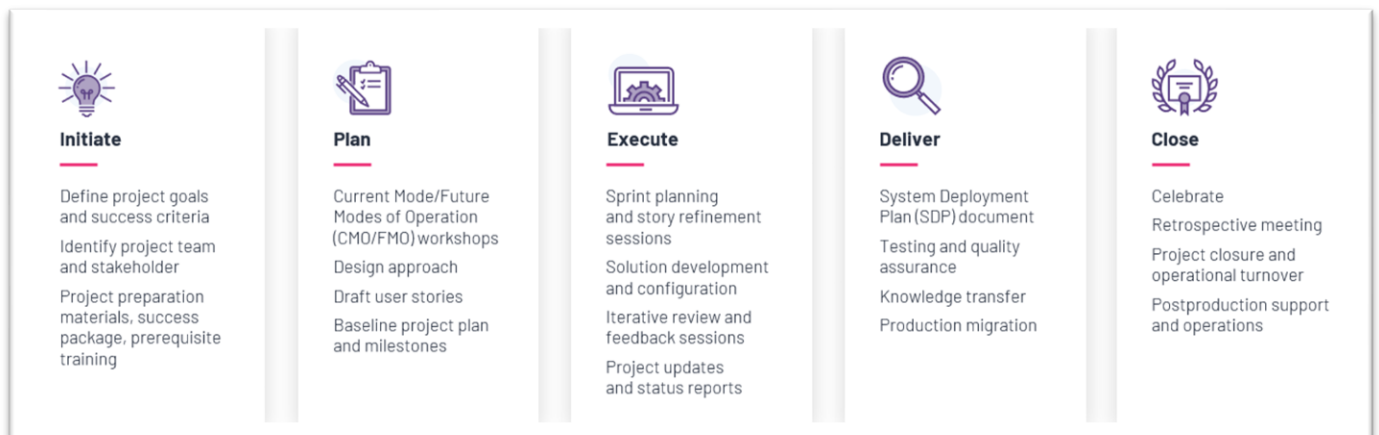 Initiate
Define project goals
and success criteria
Identify project team
and stakeholder
Project preparation
materials, success
package, prerequisite
training
Plan
Current Mode/Future
Modes of Operation
(CMO/FMO) workshops
Design approach
Draft user stories
Baseline project plan
and milestones
Execute
Sprint planning
and story refinement
sessions
Solution development
and configuration
Iterative review and
feedback sessions
Project updates
and status reports
Deliver
System Deployment
Plan (SDP) document
Testing and quality
assurance
Knowledge transfer
Production migration
Close
Celebrate
Retrospective meeting
Project closure and
operational turnover
Postproduction support
and operations